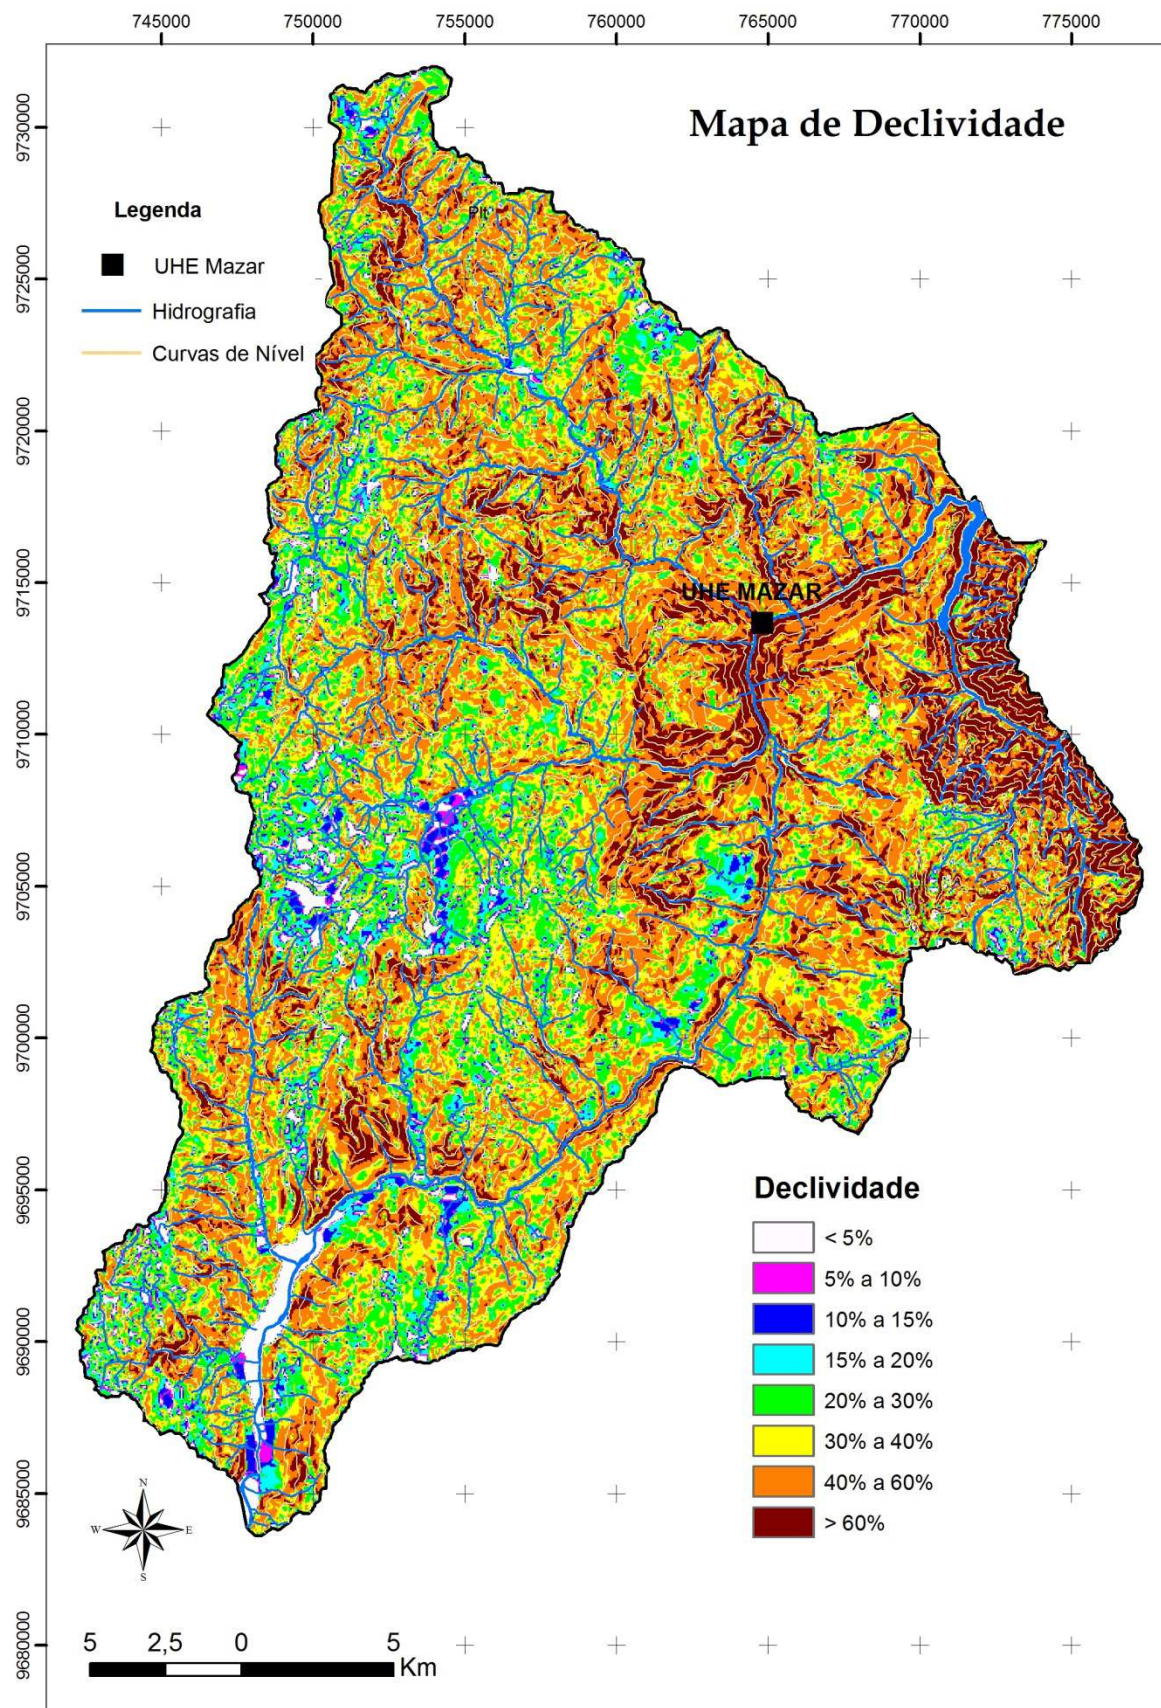 745000 750000 755000 760000 765000 770000 775000
Mapa de Declividade
9730000
9725000
9720000
9715000
9710000
9705000
9700000
9695000
9690000
9685000
9680000
Legenda
UHE Mazar
Hidrografia
Curvas de Nível
Plt
UHE MAZAR
Declividade
< 5%
5% a 10%
10% a 15%
15% a 20%
20% a 30%
30% a 40%
40% a 60%
> 60%
N
W E
S
5 2,5 0 5
Km